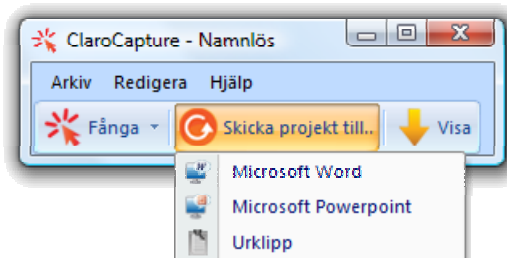 ClaroCapture - Namnlös
Arkiv Redigera Hjälp
Fånga Skicka projekt till.. Visa
Microsoft Word
Microsoft Powerpoint
Urklipp